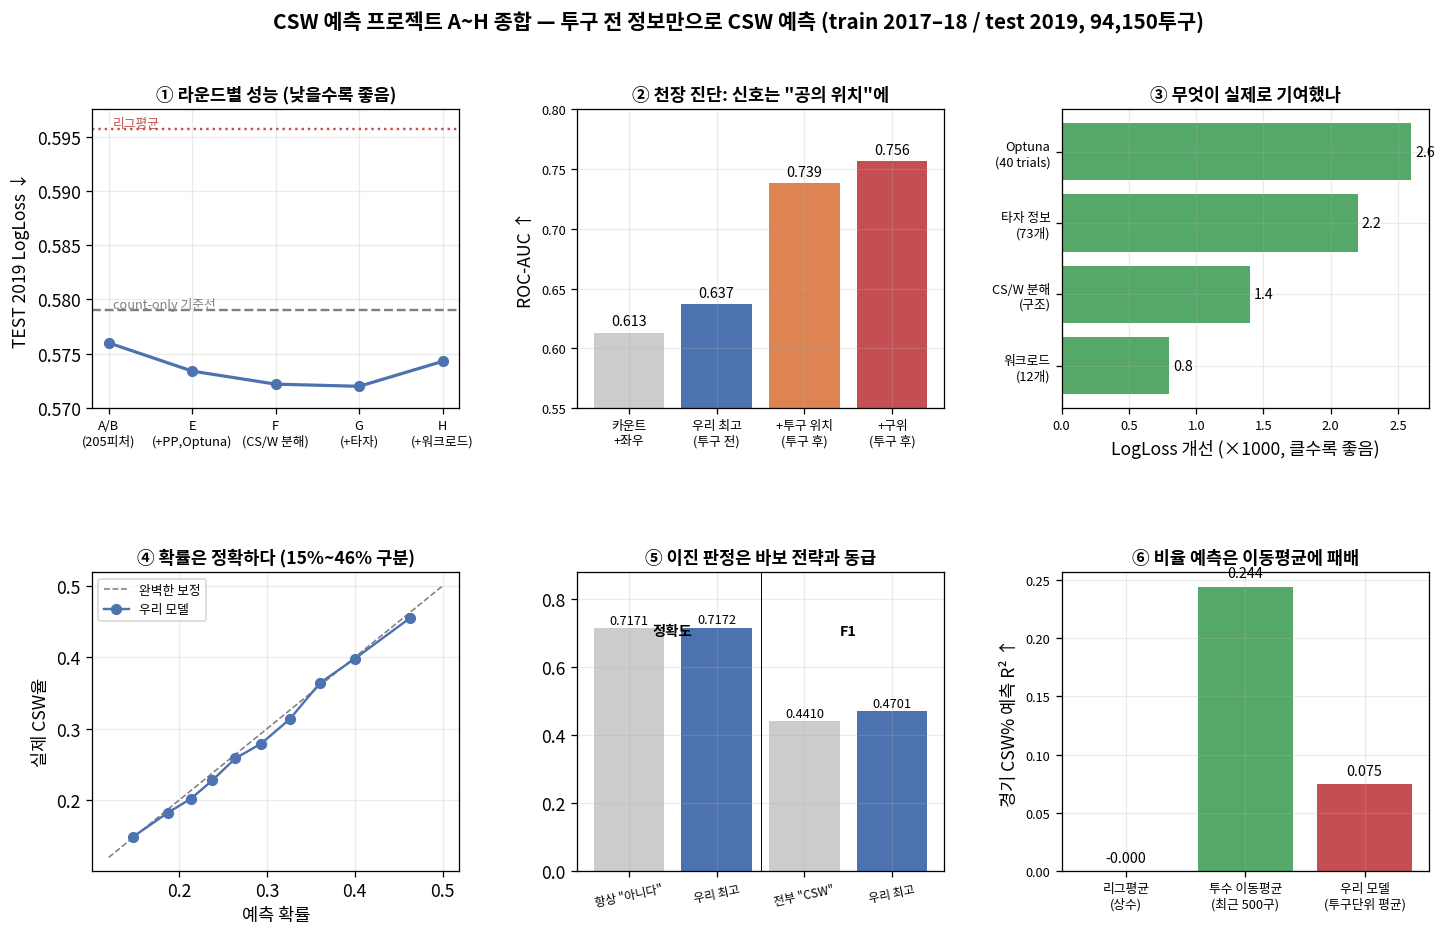 CSW 예측 프로젝트 A~H 종합 — 투구 전 정보만으로 CSW 예측 (train 2017–18 / test 2019, 94,150투구)
① 라운드별 성능 (낮을수록 좋음)
TEST 2019 LogLoss ↓
0.595
0.590
0.585
0.580
0.575
0.570
리그평균
count-only 기준선
A/B
(205피처)
E
(+PP,Optuna)
F
(CS/W 분해)
G
(+타자)
H
(+워크로드)
② 천장 진단: 신호는 "공의 위치"에
ROC-AUC ↑
0.80
0.75
0.70
0.65
0.60
0.55
0.613
0.637
0.739
0.756
카운트
+좌우
우리 최고
(투구 전)
+투구 위치
(투구 후)
+구위
(투구 후)
③ 무엇이 실제로 기여했나
Optuna
(40 trials)
2.6
타자 정보
(73개)
2.2
CS/W 분해
(구조)
1.4
워크로드
(12개)
0.8
0.0
0.5
1.0
1.5
2.0
2.5
LogLoss 개선 (×1000, 클수록 좋음)
④ 확률은 정확하다 (15%~46% 구분)
실제 CSW율
0.5
0.4
0.3
0.2
완벽한 보정
우리 모델
0.2
0.3
0.4
0.5
예측 확률
⑤ 이진 판정은 바보 전략과 동급
0.8
0.6
0.4
0.2
0.0
0.7171
정확도
0.7172
F1
0.4410
0.4701
항상 "아니다"
우리 최고
전부 "CSW"
우리 최고
⑥ 비율 예측은 이동평균에 패배
경기 CSW% 예측 R² ↑
0.25
0.20
0.15
0.10
0.05
0.00
-0.000
0.244
0.075
리그평균
(상수)
투수 이동평균
(최근 500구)
우리 모델
(투구단위 평균)